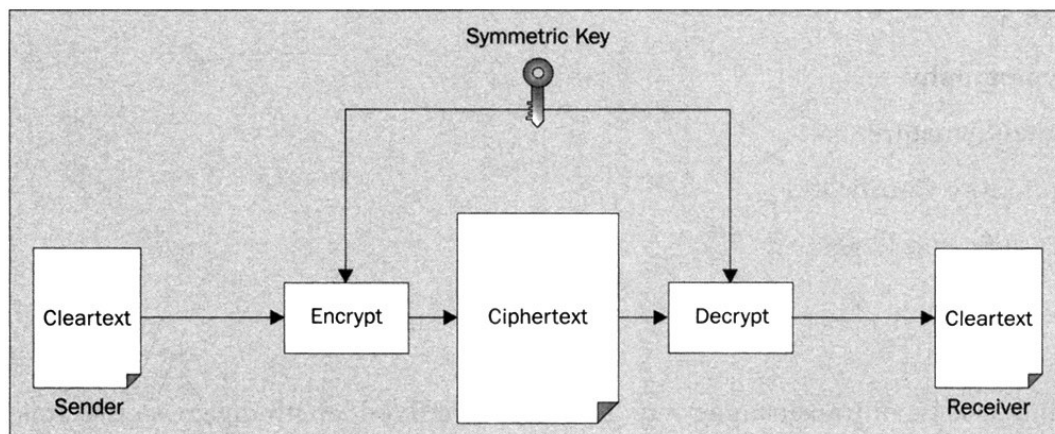 Symmetric Key
Cleartext
Encrypt
Ciphertext
Decrypt
Cleartext
Sender
Receiver